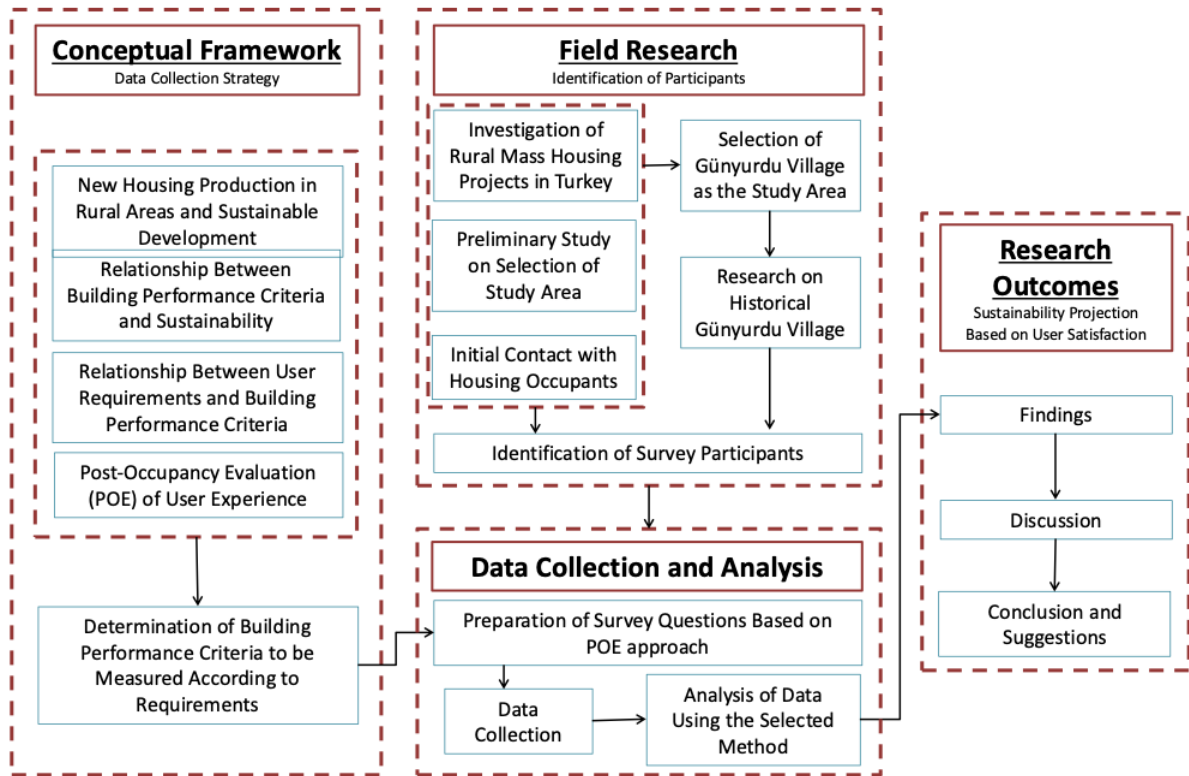 Conceptual Framework
Data Collection Strategy
New Housing Production in
Rural Areas and Sustainable
Development
Relationship Between
Building Performance Criteria
and Sustainability
Relationship Between User
Requirements and Building
Performance Criteria
Post-Occupancy Evaluation
(POE) of User Experience
Determination of Building
Performance Criteria to be
Measured According to
Requirements
Field Research
Identification of Participants
Investigation of
Rural Mass Housing
Projects in Turkey
Preliminary Study
on Selection of
Study Area
Initial Contact with
Housing Occupants
Selection of
Günyurdu Village
as the Study Area
Research on
Historical
Günyurdu Village
Identification of Survey Participants
Data Collection and Analysis
Preparation of Survey Questions Based on
POE approach
Data
Collection
Analysis of Data
Using the Selected
Method
Research
Outcomes
Sustainability Projection
Based on User Satisfaction
Findings
Discussion
Conclusion and
Suggestions